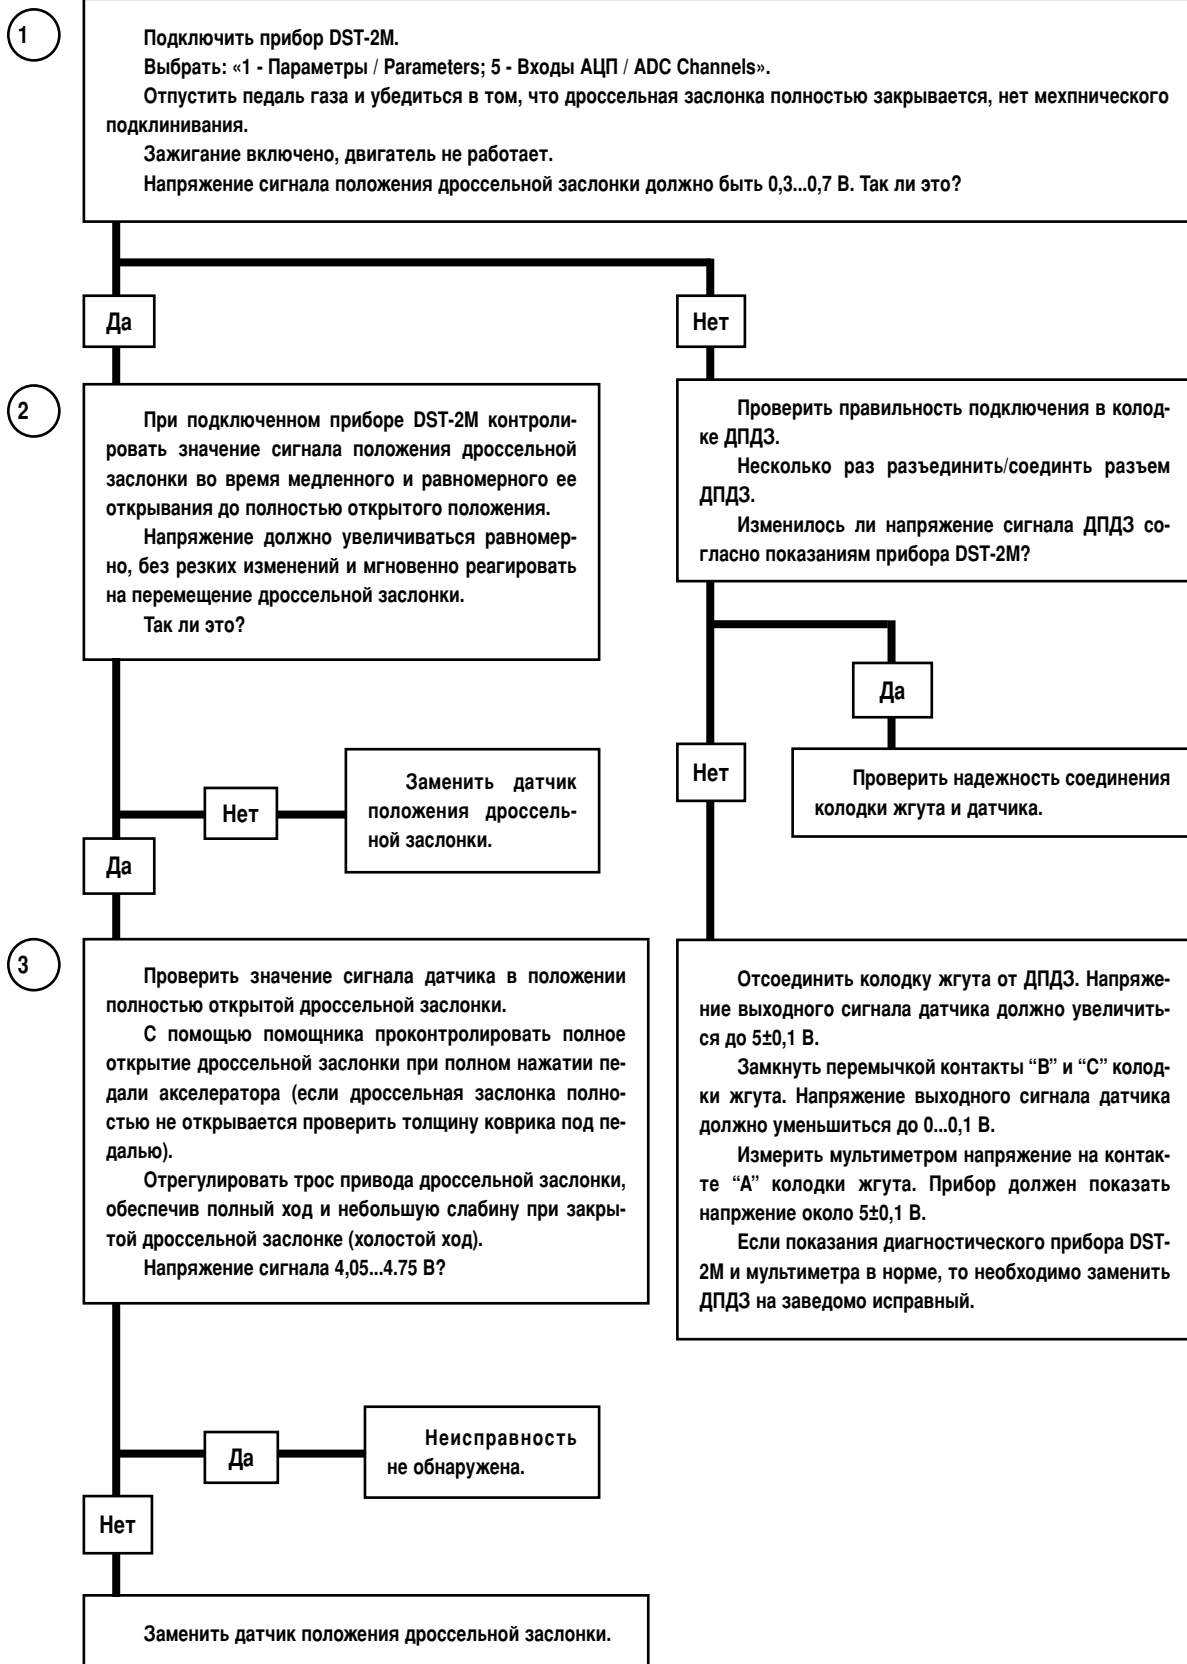 1
Подключить прибор DST-2М.
Выбрать: «1 - Параметры / Parameters; 5 - Входы АЦП / ADC Channels».
Отпустить педаль газа и убедиться в том, что дроссельная заслонка полностью закрывается, нет мехпнического
подклинивания.
Зажигание включено, двигатель не работает.
Напряжение сигнала положения дроссельной заслонки должно быть 0,3...0,7 В. Так ли это?
Да
Нет
2
При подключенном приборе DST-2М контроли-
ровать значение сигнала положения дроссельной
заслонки во время медленного и равномерного ее
открывания до полностью открытого положения.
Напряжение должно увеличиваться равномер-
но, без резких изменений и мгновенно реагировать
на перемещение дроссельной заслонки.
Так ли это?
Проверить правильность подключения в колод-
ке ДПДЗ.
Несколько раз разъединить/соединть разъем
ДПДЗ.
Изменилось ли напряжение сигнала ДПДЗ со-
гласно показаниям прибора DST-2М?
Да
Нет
Проверить надежность соединения
колодки жгута и датчика.
Нет
Заменить датчик
положения дроссель-
ной заслонки.
Да
3
Проверить значение сигнала датчика в положении
полностью открытой дроссельной заслонки.
С помощью помощника проконтролировать полное
открытие дроссельной заслонки при полном нажатии пе-
дали акселератора (если дроссельная заслонка полно-
стью не открывается проверить толщину коврика под пе-
далью).
Отрегулировать трос привода дроссельной заслонки,
обеспечив полный ход и небольшую слабину при закры-
той дроссельной заслонке (холостой ход).
Напряжение сигнала 4,05...4.75 В?
Отсоединить колодку жгута от ДПДЗ. Напряже-
ние выходного сигнала датчика должно увеличить-
ся до 5±0,1 В.
Замкнуть перемычкой контакты “В” и “С” колод-
ки жгута. Напряжение выходного сигнала датчика
должно уменьшиться до 0...0,1 В.
Измерить мультиметром напряжение на контак-
те “А” колодки жгута. Прибор должен показать
напржение около 5±0,1 В.
Если показания диагностического прибора DST-
2М и мультиметра в норме, то необходимо заменить
ДПДЗ на заведомо исправный.
Да
Неисправность
не обнаружена.
Нет
Заменить датчик положения дроссельной заслонки.